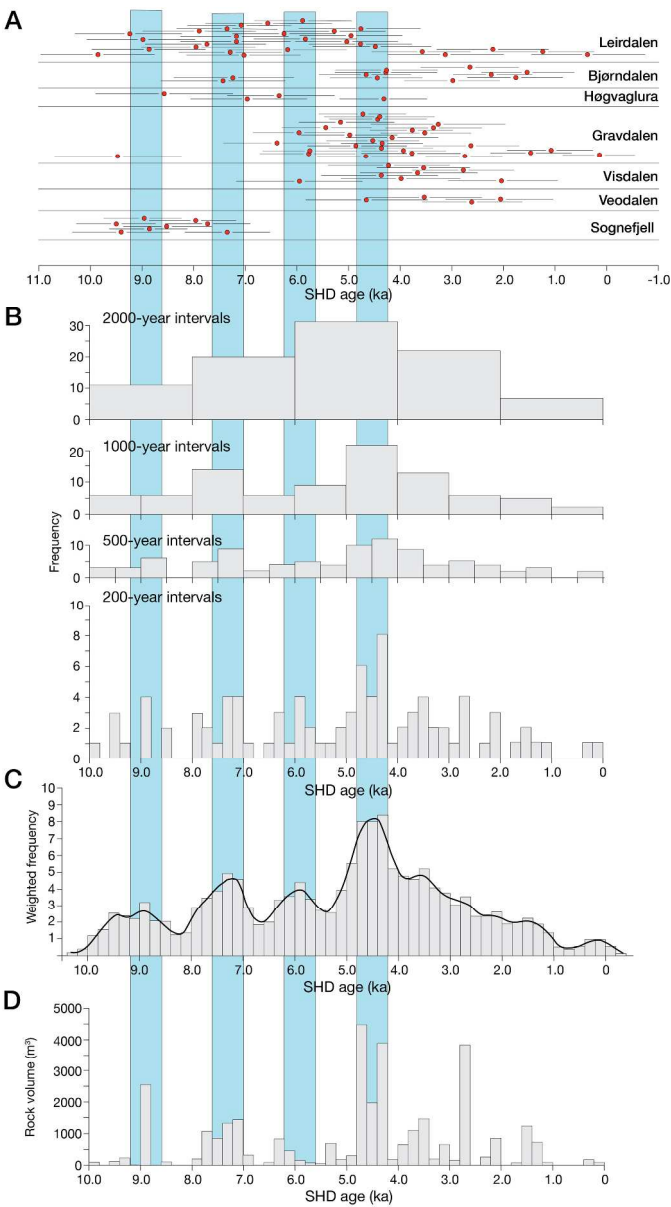 A
Leirdalen
Bjørndalen
Høgvaglura
Gravdalen
Visdalen
Veodalen
Sognefjell
11.0 10.0 9.0 8.0 7.0 6.0 5.0 4.0 3.0 2.0 1.0 0 -1.0
SHD age (ka)
B
2000-year intervals
30
20
10
0
1000-year intervals
20
10
0
Frequency
500-year intervals
10
0
200-year intervals
10
8
6
4
2
0
10.0 9.0 8.0 7.0 6.0 5.0 4.0 3.0 2.0 1.0 0
SHD age (ka)
C
Weighted frequency
10
9
8
7
6
5
4
3
2
1
10.0 9.0 8.0 7.0 6.0 5.0 4.0 3.0 2.0 1.0 0
SHD age (ka)
D
Rock volume (m³)
5000
4000
3000
2000
1000
0
10.0 9.0 8.0 7.0 6.0 5.0 4.0 3.0 2.0 1.0 0
SHD age (ka)